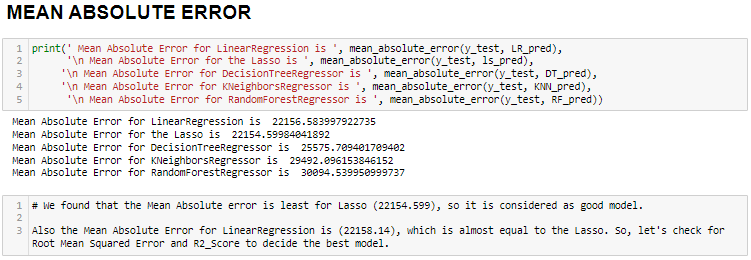 MEAN ABSOLUTE ERROR
1 print(' Mean Absolute Error for LinearRegression is ', mean_absolute_error(y_test, LR_pred),
2 '\n Mean Absolute Error for the Lasso is ', mean_absolute_error(y_test, ls_pred),
3 '\n Mean Absolute Error for DecisionTreeRegressor is ', mean_absolute_error(y_test, DT_pred),
4 '\n Mean Absolute Error for KNeighborsRegressor is ', mean_absolute_error(y_test, KNN_pred),
5 '\n Mean Absolute Error for RandomForestRegressor is ', mean_absolute_error(y_test, RF_pred))
Mean Absolute Error for LinearRegression is  22156.583997922735
Mean Absolute Error for the Lasso is  22154.59984041892
Mean Absolute Error for DecisionTreeRegressor is  25575.709401709402
Mean Absolute Error for KNeighborsRegressor is  29492.096153846152
Mean Absolute Error for RandomForestRegressor is  30094.539950999737
1 # We found that the Mean Absolute error is least for Lasso (22154.599), so it is considered as good model.
2
3 Also the Mean Absolute Error for LinearRegression is (22158.14), which is almost equal to the Lasso. So, let's check for
Root Mean Squared Error and R2_Score to decide the best model.